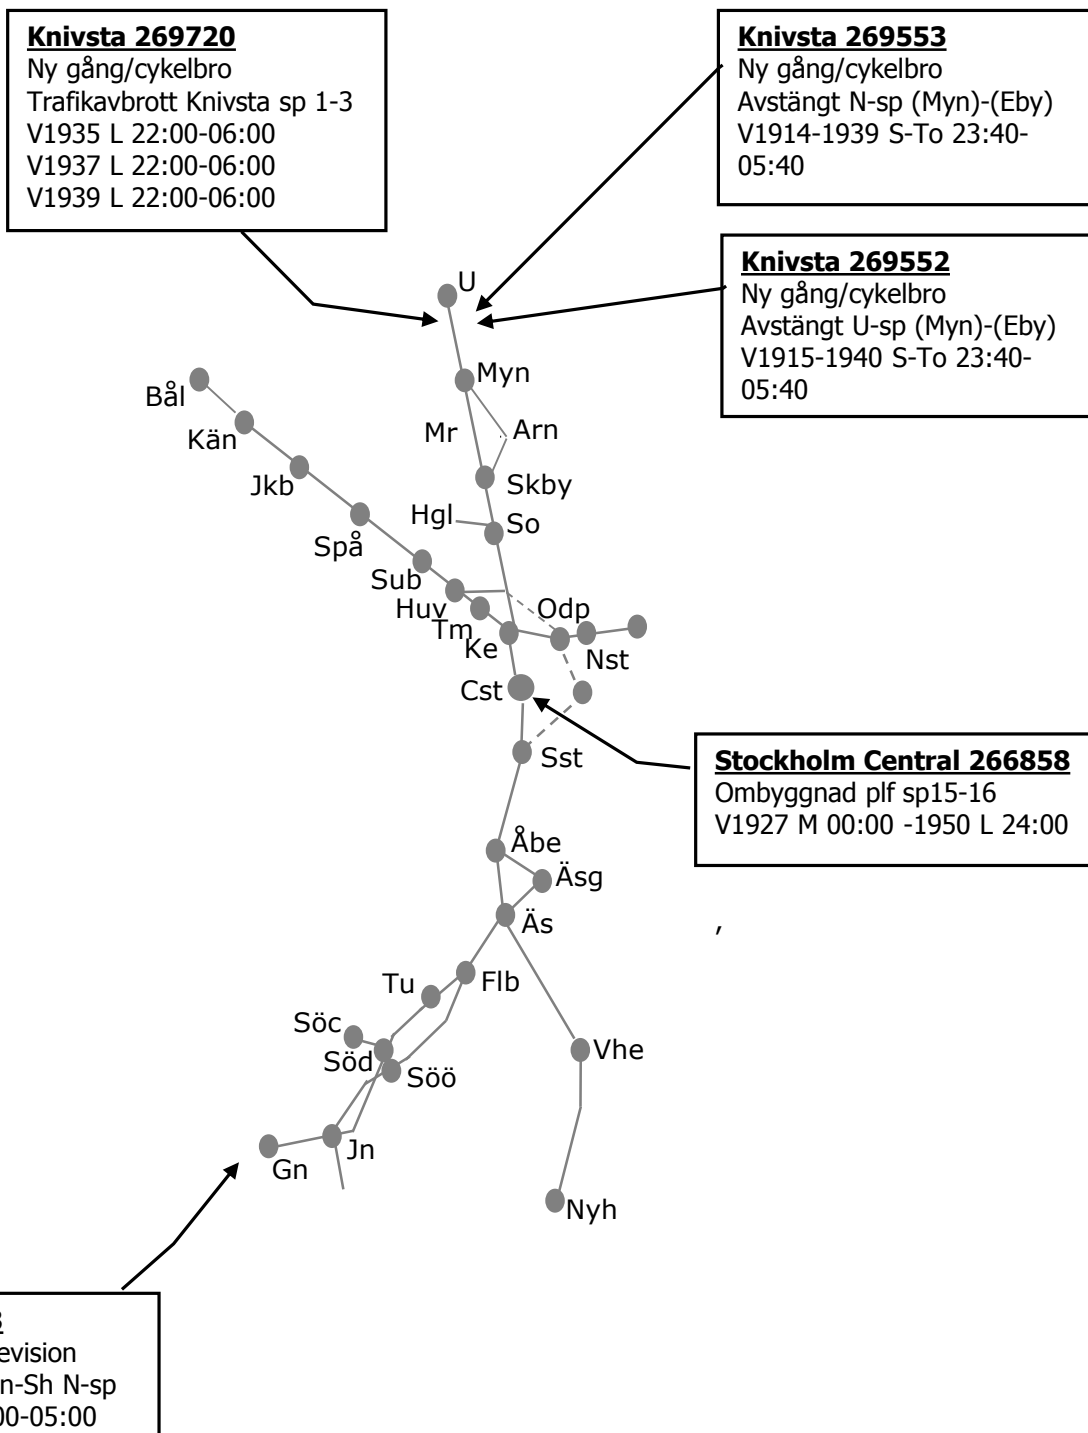 Knivsta 269720
Ny gång/cykelbro
Trafikavbrott Knivsta sp 1-3
V1935 L 22:00-06:00
V1937 L 22:00-06:00
V1939 L 22:00-06:00
Knivsta 269553
Ny gång/cykelbro
Avstängt N-sp (Myn)-(Eby)
V1914-1939 S-To 23:40-
05:40
Knivsta 269552
Ny gång/cykelbro
Avstängt U-sp (Myn)-(Eby)
V1915-1940 S-To 23:40-
05:40
U
Myn
Bål
Kän
Mr
Arn
Jkb
Skby
Hgl
So
Spå
Sub
Huv
Odp
Tm
Ke
Nst
Cst
Sst
Stockholm Central 266858
Ombyggnad plf sp15-16
V1927 M 00:00 -1950 L 24:00
Åbe
Äsg
Äs
,
Tu
Flb
Söc
Söd
Söö
Vhe
Jn
Gn
Nyh
evision
n-Sh N-sp
00-05:00